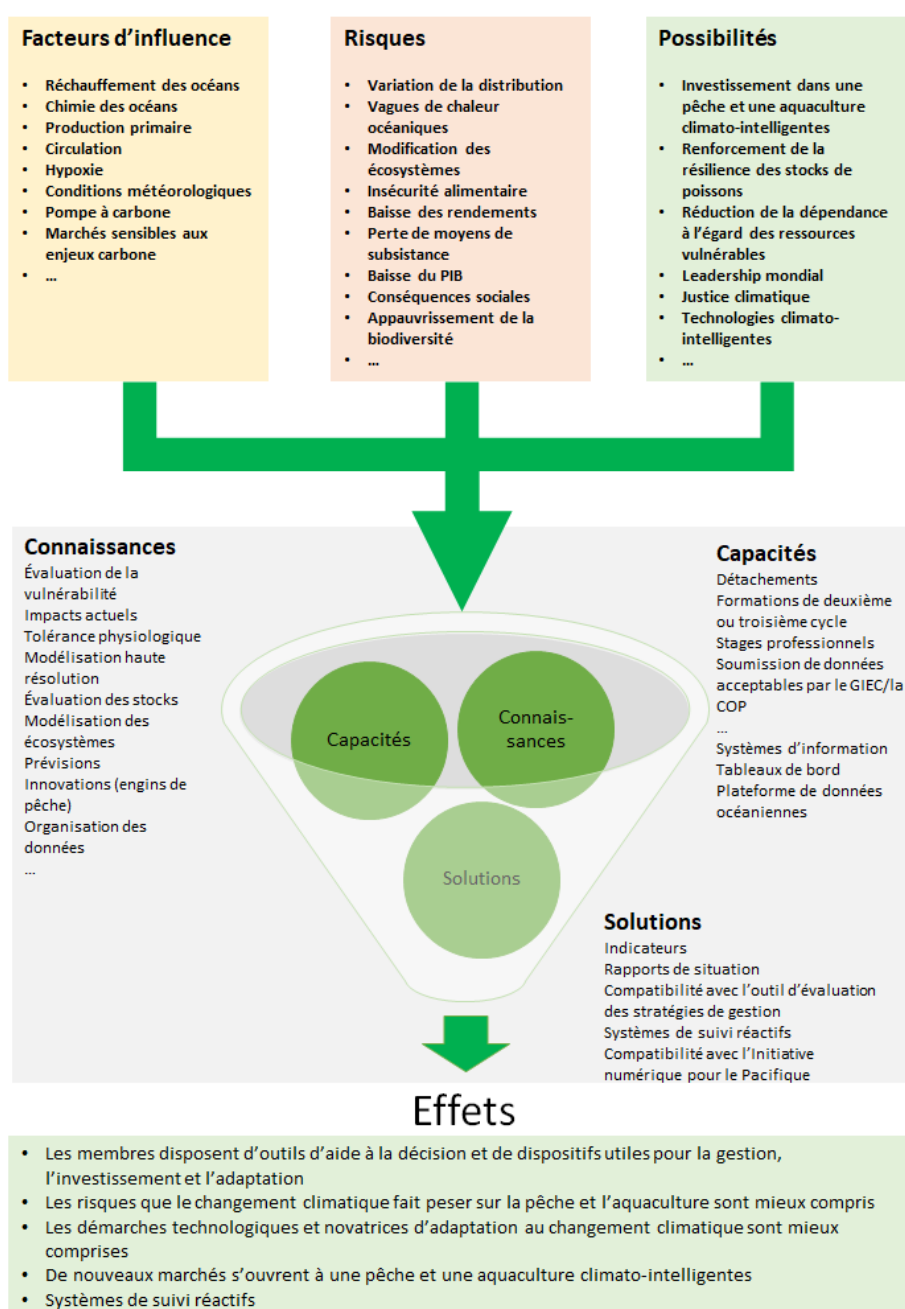 Facteurs d'influence
• Réchauffement des océans
• Chimie des océans
• Production primaire
• Circulation
• Hypoxie
• Conditions météorologiques
• Pompe à carbone
• Marchés sensibles aux
enjeux carbone
• …
Risques
• Variation de la distribution
• Vagues de chaleur
océaniques
• Modification des
écosystèmes
• Insécurité alimentaire
• Baisse des rendements
• Perte de moyens de
subsistance
• Baisse du PIB
• Conséquences sociales
• Appauvrissement de la
biodiversité
• …
Possibilités
• Investissement dans une
pêche et une aquaculture
climato-intelligentes
• Renforcement de la
résilience des stocks de
poissons
• Réduction de la dépendance
à l'égard des ressources
vulnérables
• Leadership mondial
• Justice climatique
• Technologies climato-
intelligentes
• …
Connaissances
Évaluation de la
vulnérabilité
Impacts actuels
Tolérance physiologique
Modélisation haute
résolution
Évaluation des stocks
Modélisation des
écosystèmes
Prévisions
Innovations (engins de
pêche)
Organisation des
données
…
Capacités
Connais-
sances
Solutions
Capacités
Détachements
Formations de deuxième
ou troisième cycle
Stages professionnels
Soumission de données
acceptables par le GIEC/la
COP
…
Systèmes d'information
Tableaux de bord
Plateforme de données
océaniennes
Solutions
Indicateurs
Rapports de situation
Compatibilité avec l'outil d'évaluation
des stratégies de gestion
Systèmes de suivi réactifs
Compatibilité avec l'Initiative
numérique pour le Pacifique
Effets
• Les membres disposent d'outils d'aide à la décision et de dispositifs utiles pour la gestion,
l'investissement et l'adaptation
• Les risques que le changement climatique fait peser sur la pêche et l'aquaculture sont mieux compris
• Les démarches technologiques et novatrices d'adaptation au changement climatique sont mieux
comprises
• De nouveaux marchés s'ouvrent à une pêche et une aquaculture climato-intelligentes
• Systèmes de suivi réactifs